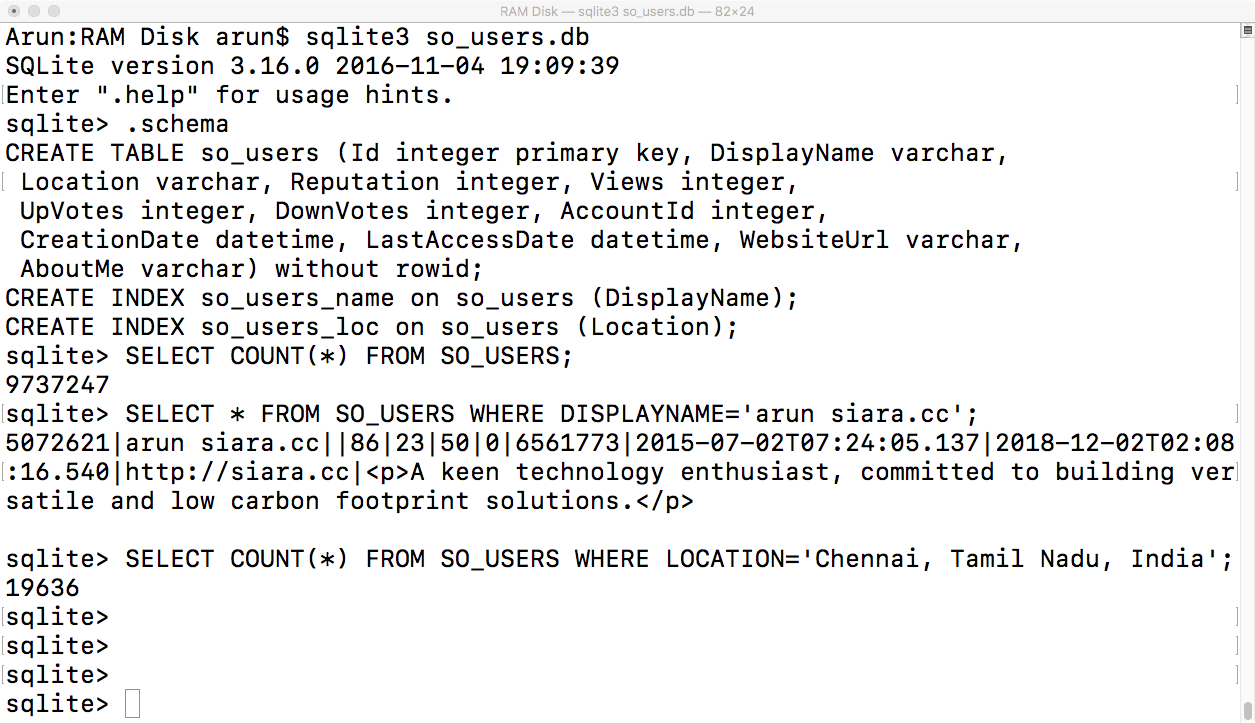 RAM Disk — sqlite3 so_users.db — 82×24
Arun:RAM Disk arun$ sqlite3 so_users.db
SQLite version 3.16.0 2016-11-04 19:09:39
Enter ".help" for usage hints.
sqlite> .schema
CREATE TABLE so_users (Id integer primary key, DisplayName varchar,
 Location varchar, Reputation integer, Views integer,
 UpVotes integer, DownVotes integer, AccountId integer,
 CreationDate datetime, LastAccessDate datetime, WebsiteUrl varchar,
 AboutMe varchar) without rowid;
CREATE INDEX so_users_name on so_users (DisplayName);
CREATE INDEX so_users_loc on so_users (Location);
sqlite> SELECT COUNT(*) FROM SO_USERS;
9737247
sqlite> SELECT * FROM SO_USERS WHERE DISPLAYNAME='arun siara.cc';
5072621|arun siara.cc||86|23|50|0|6561773|2015-07-02T07:24:05.137|2018-12-02T02:08
:16.540|http://siara.cc|<p>A keen technology enthusiast, committed to building ver
satile and low carbon footprint solutions.</p>
sqlite> SELECT COUNT(*) FROM SO_USERS WHERE LOCATION='Chennai, Tamil Nadu, India';
19636
sqlite>
sqlite>
sqlite>
sqlite>